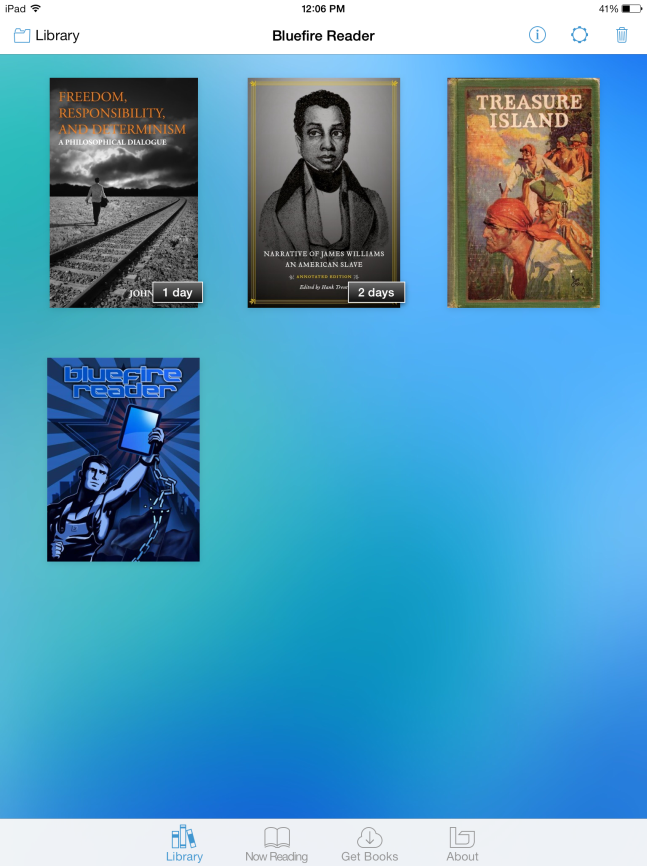 iPad
12:06 PM
41%
Library
Bluefire Reader
FREEDOM,
RESPONSIBILITY,
AND DETERMINISM
A PHILOSOPHICAL DIALOGUE
JOHN
1 day
NARRATIVE OF JAMES WILLIAMS
AN AMERICAN SLAVE
ANNOTATED EDITION
Edited by Hank
2 days
TREASURE
ISLAND
bluefire
reader
Library
Now Reading
Get Books
About